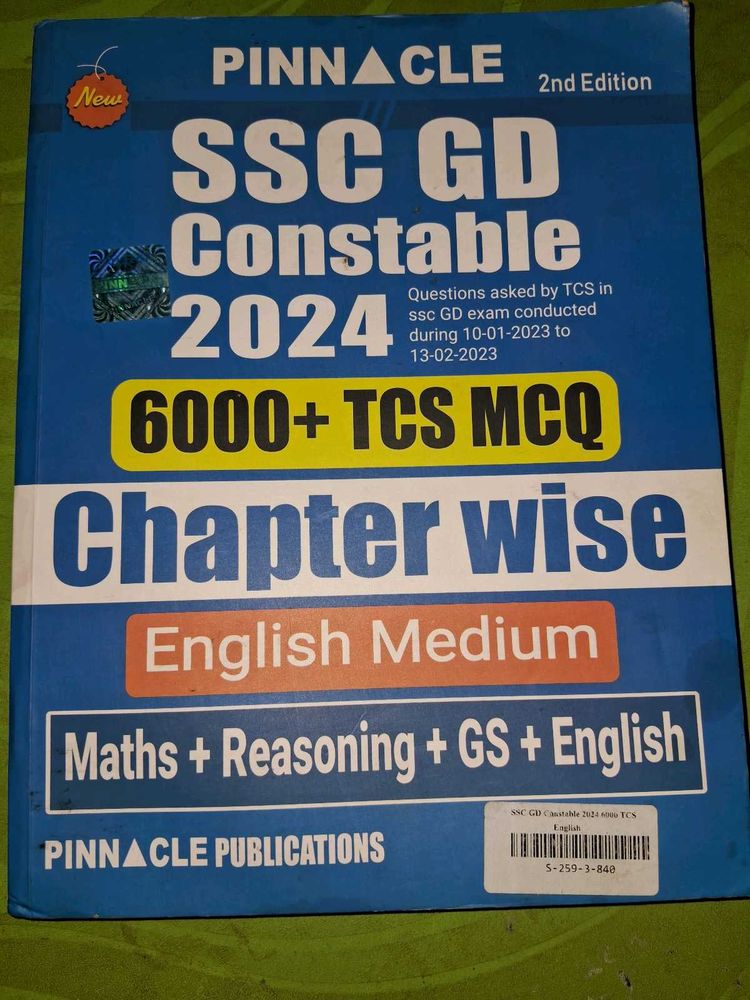 PINNACLE
2nd Edition
New
SSC GD
Constable
2024
Questions asked by TCS in
ssc GD exam conducted
during 10-01-2023 to
13-02-2023
6000+ TCS MCQ
Chapter wise
English Medium
Maths + Reasoning + GS + English
PINNACLE PUBLICATIONS
SSC GD Constable 2024 6000 TCS
English
S-259-3-840